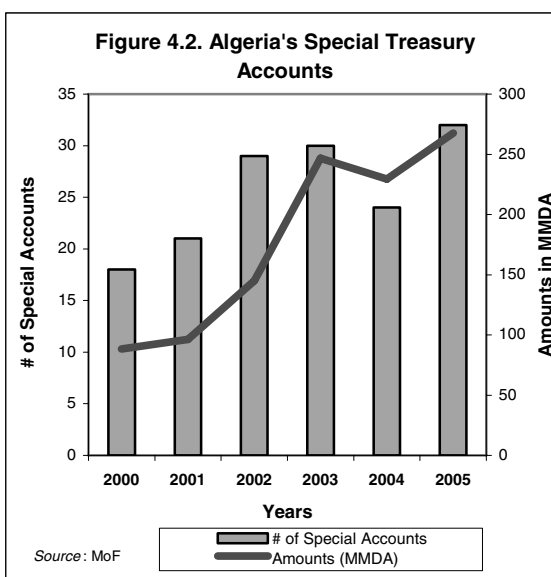 Figure 4.2. Algeria's Special Treasury
Accounts
35
30
25
20
15
10
5
0
# of Special Accounts
300
250
200
150
100
50
0
Amounts in MMDA
2000 2001 2002 2003 2004 2005
Years
# of Special Accounts
Amounts (MMDA)
Source: MoF